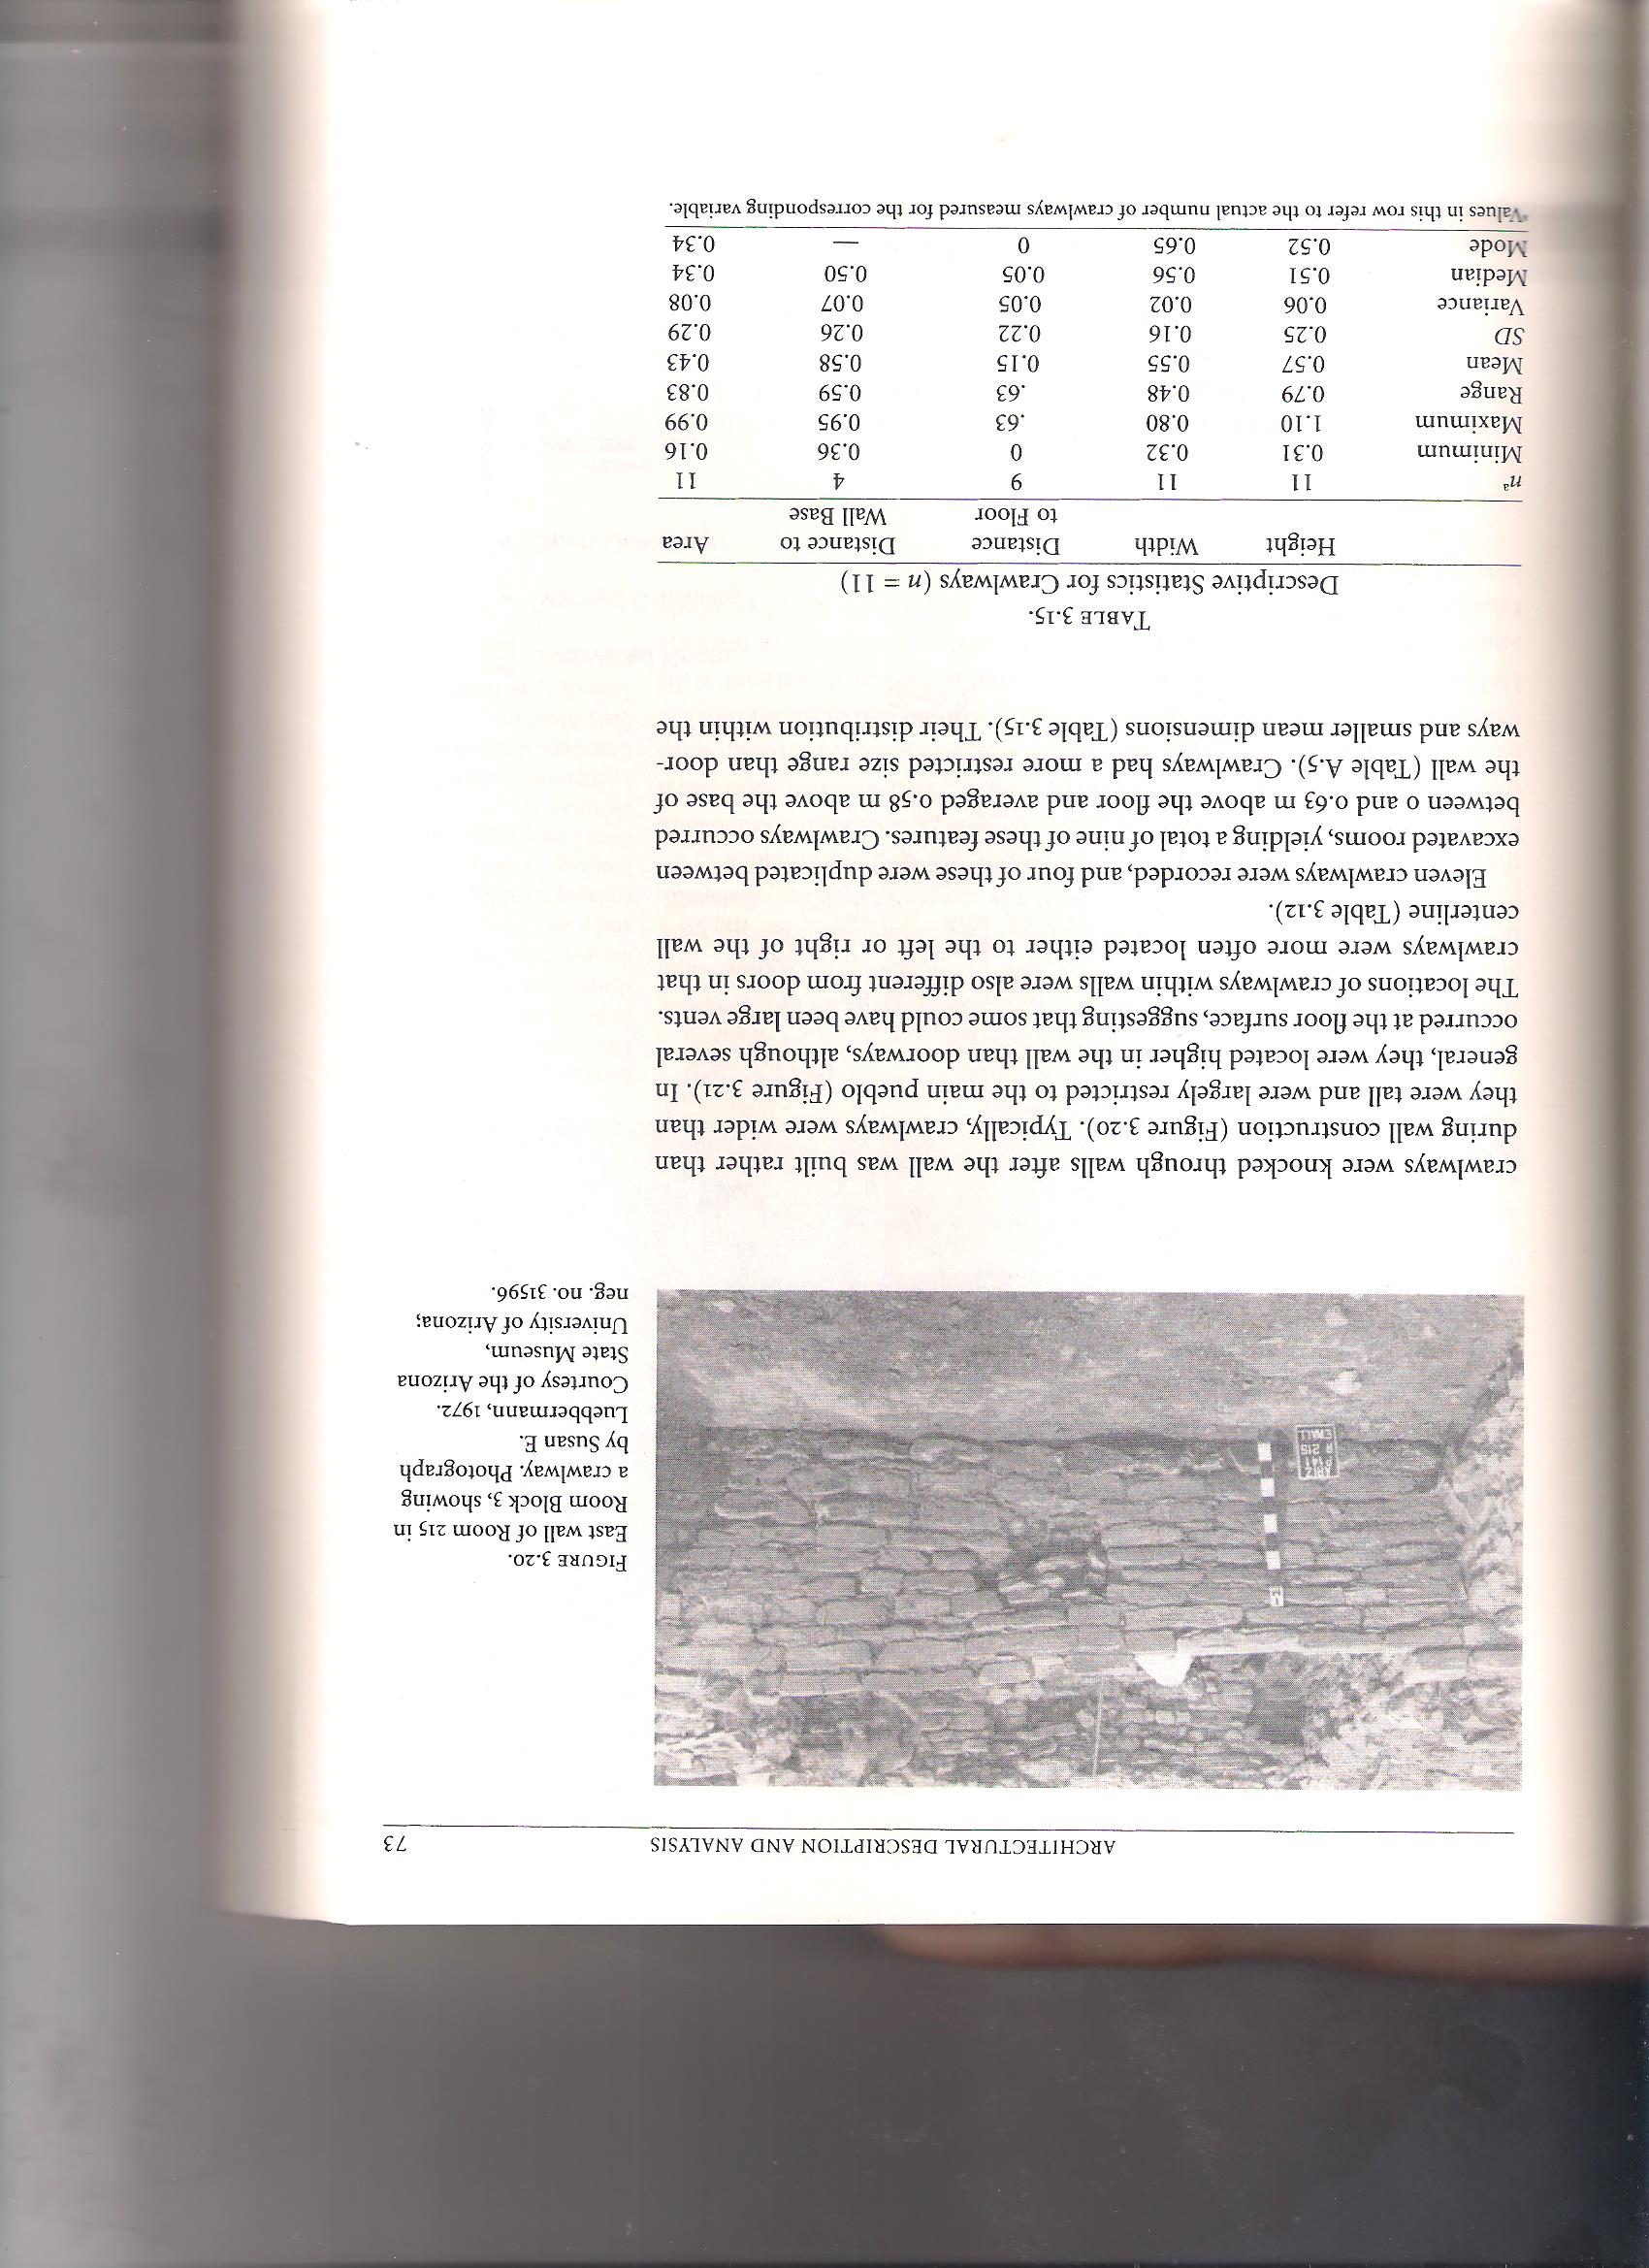 ARCHITECTURAL DESCRIPTION AND ANALYSIS 73
FIGURE 3.20.
East wall of Room 215 in
Room Block 3, showing
a crawlway. Photograph
by Susan E.
Luebbermann, 1972.
Courtesy of the Arizona
State Museum,
University of Arizona;
neg. no. 31596.
M
ARIZ
P 14 1
R 215
E WALL
crawlways were knocked through walls after the wall was built rather than
during wall construction (Figure 3.20). Typically, crawlways were wider than
they were tall and were largely restricted to the main pueblo (Figure 3.21). In
general, they were located higher in the wall than doorways, although several
occurred at the floor surface, suggesting that some could have been large vents.
The locations of crawlways within walls were also different from doors in that
crawlways were more often located either to the left or right of the wall
centerline (Table 3.12).
Eleven crawlways were recorded, and four of these were duplicated between
excavated rooms, yielding a total of nine of these features. Crawlways occurred
between 0 and 0.63 m above the floor and averaged 0.58 m above the base of
the wall (Table A.5). Crawlways had a more restricted size range than door-
ways and smaller mean dimensions (Table 3.15). Their distribution within the
TABLE 3.15.
Descriptive Statistics for Crawlways (n = 11)
Height Width Distance to Floor Distance to Wall Base Area
nª 11 11 9 4 11
Minimum 0.31 0.32 0 0.36 0.16
Maximum 1.10 0.80 .63 0.95 0.99
Range 0.79 0.48 .63 0.59 0.83
Mean 0.57 0.55 0.15 0.58 0.43
SD 0.25 0.16 0.22 0.26 0.29
Variance 0.06 0.02 0.05 0.07 0.08
Median 0.51 0.56 0.05 0.50 0.34
Mode 0.52 0.65 0 — 0.34
ªValues in this row refer to the actual number of crawlways measured for the corresponding variable.